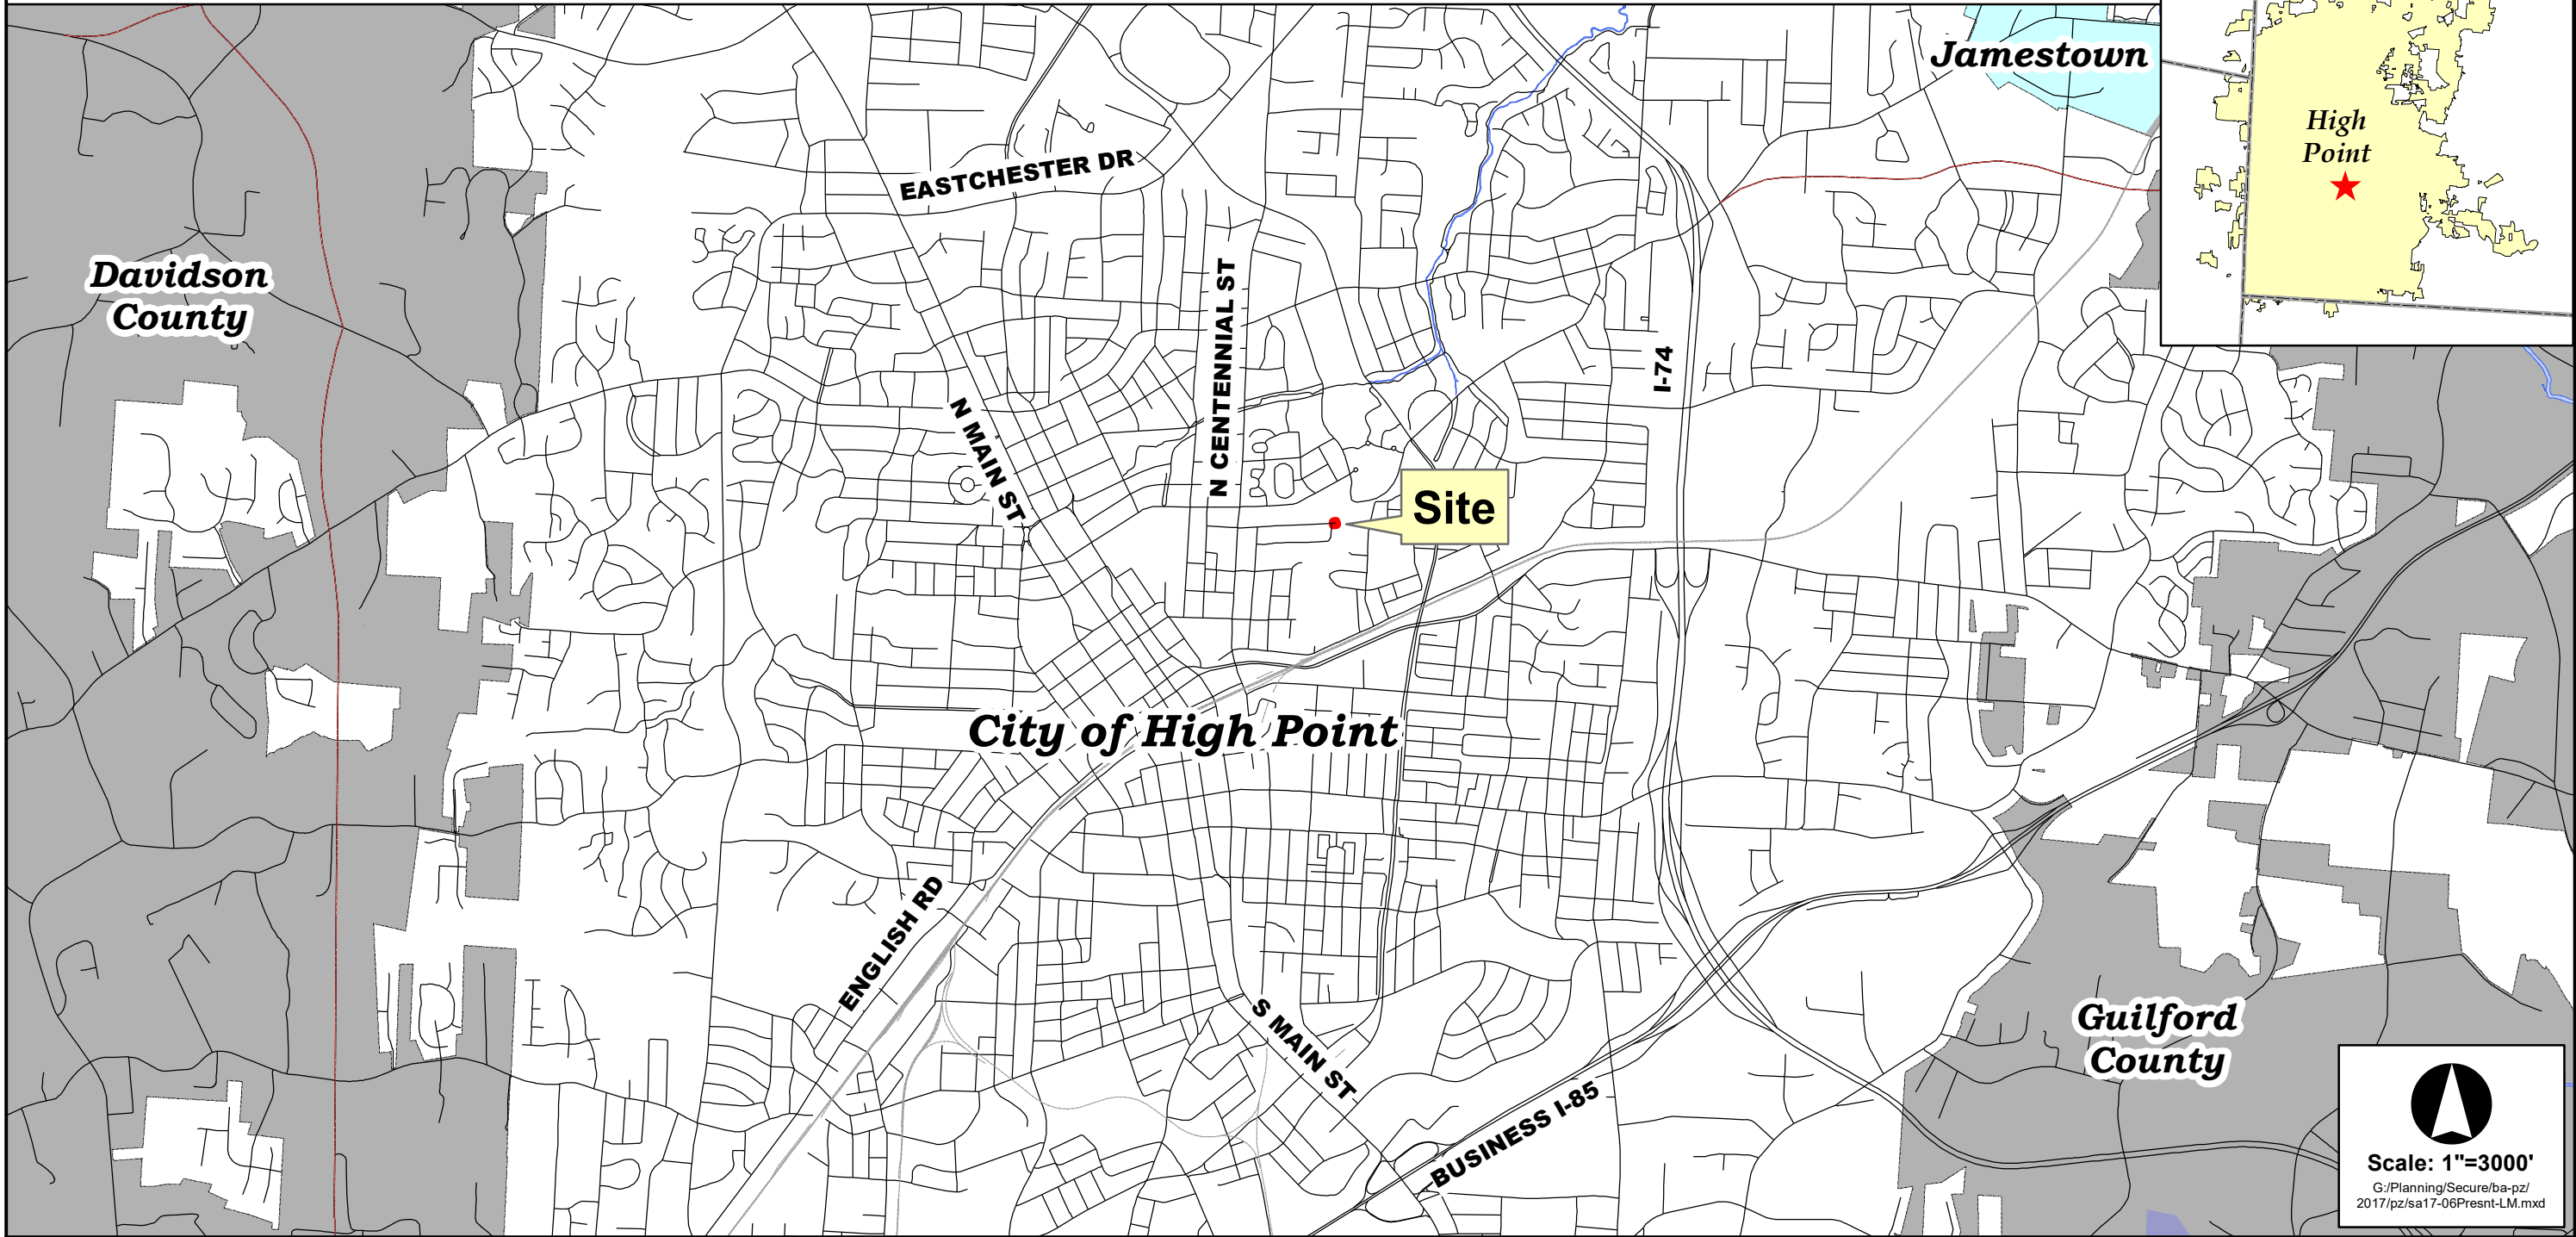 Jamestown
High
Point
EASTCHESTER DR
Davidson
County
N CENTENNIAL ST
I-74
N MAIN ST
Site
City of High Point
ENGLISH RD
S MAIN ST
BUSINESS I-85
Guilford
County
Scale: 1"=3000'
G:/Planning/Secure/ba-pz/
2017/pz/sa17-06Presnt-LM.mxd